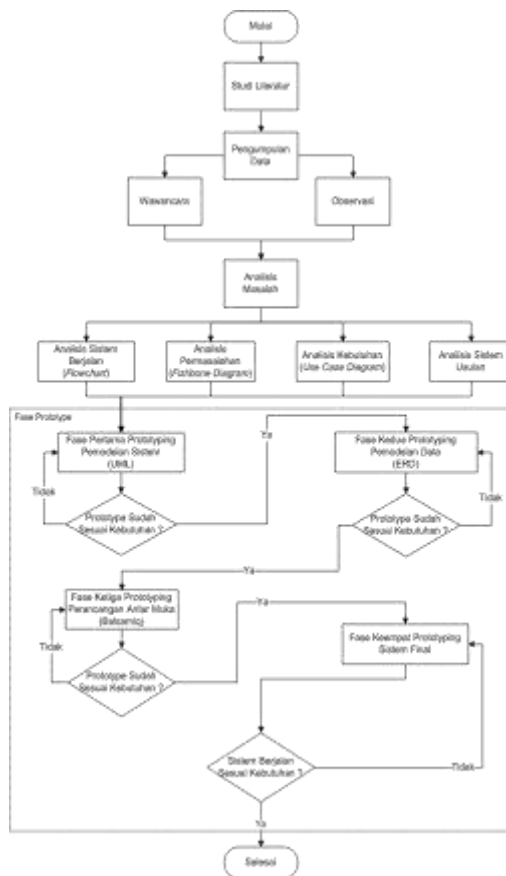 Mulai
Studi Literatur
Pengumpulan
Data
Wawancara
Observasi
Analisis
Masalah
Analisis Sistem
Berjalan
(Flowchart)
Analisis
Permasalahan
(Fishbone Diagram)
Analisis Kebutuhan
(Use Case Diagram)
Analisis Sistem
Usulan
Fase Prototype
Fase Pertama Prototyping
Pemodelan Sistem
(UML)
Ya
Fase Kedua Prototyping
Pemodelan Data
(ERD)
Tidak
Tidak
Prototype Sudah
Sesuai Kebutuhan ?
Prototype Sudah
Sesuai Kebutuhan ?
Ya
Fase Ketiga Prototyping
Perancangan Antar Muka
(Balsamiq)
Ya
Fase Keempat Prototyping
Sistem Final
Tidak
Prototype Sudah
Sesuai Kebutuhan ?
Sistem Berjalan
Sesuai Kebutuhan ?
Tidak
Ya
Selesai